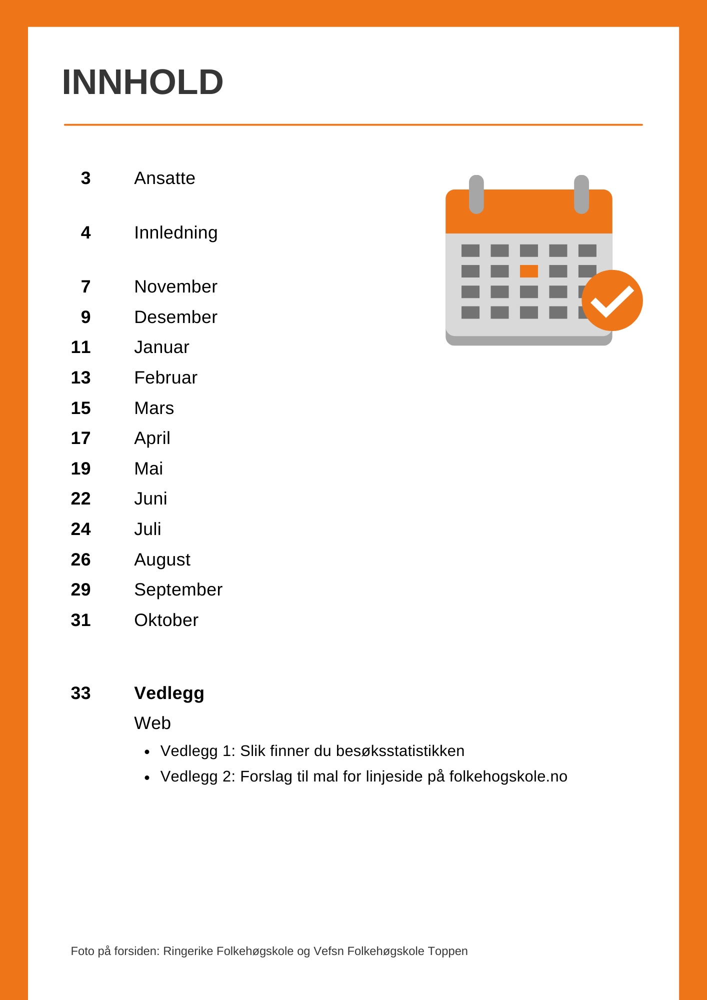 INNHOLD
3 Ansatte
4 Innledning
7 November
9 Desember
11 Januar
13 Februar
15 Mars
17 April
19 Mai
22 Juni
24 Juli
26 August
29 September
31 Oktober
33 Vedlegg
Web
• Vedlegg 1: Slik finner du besøksstatistikken
• Vedlegg 2: Forslag til mal for linjeside på folkehogskole.no
Foto på forsiden: Ringerike Folkehøgskole og Vefsn Folkehøgskole Toppen